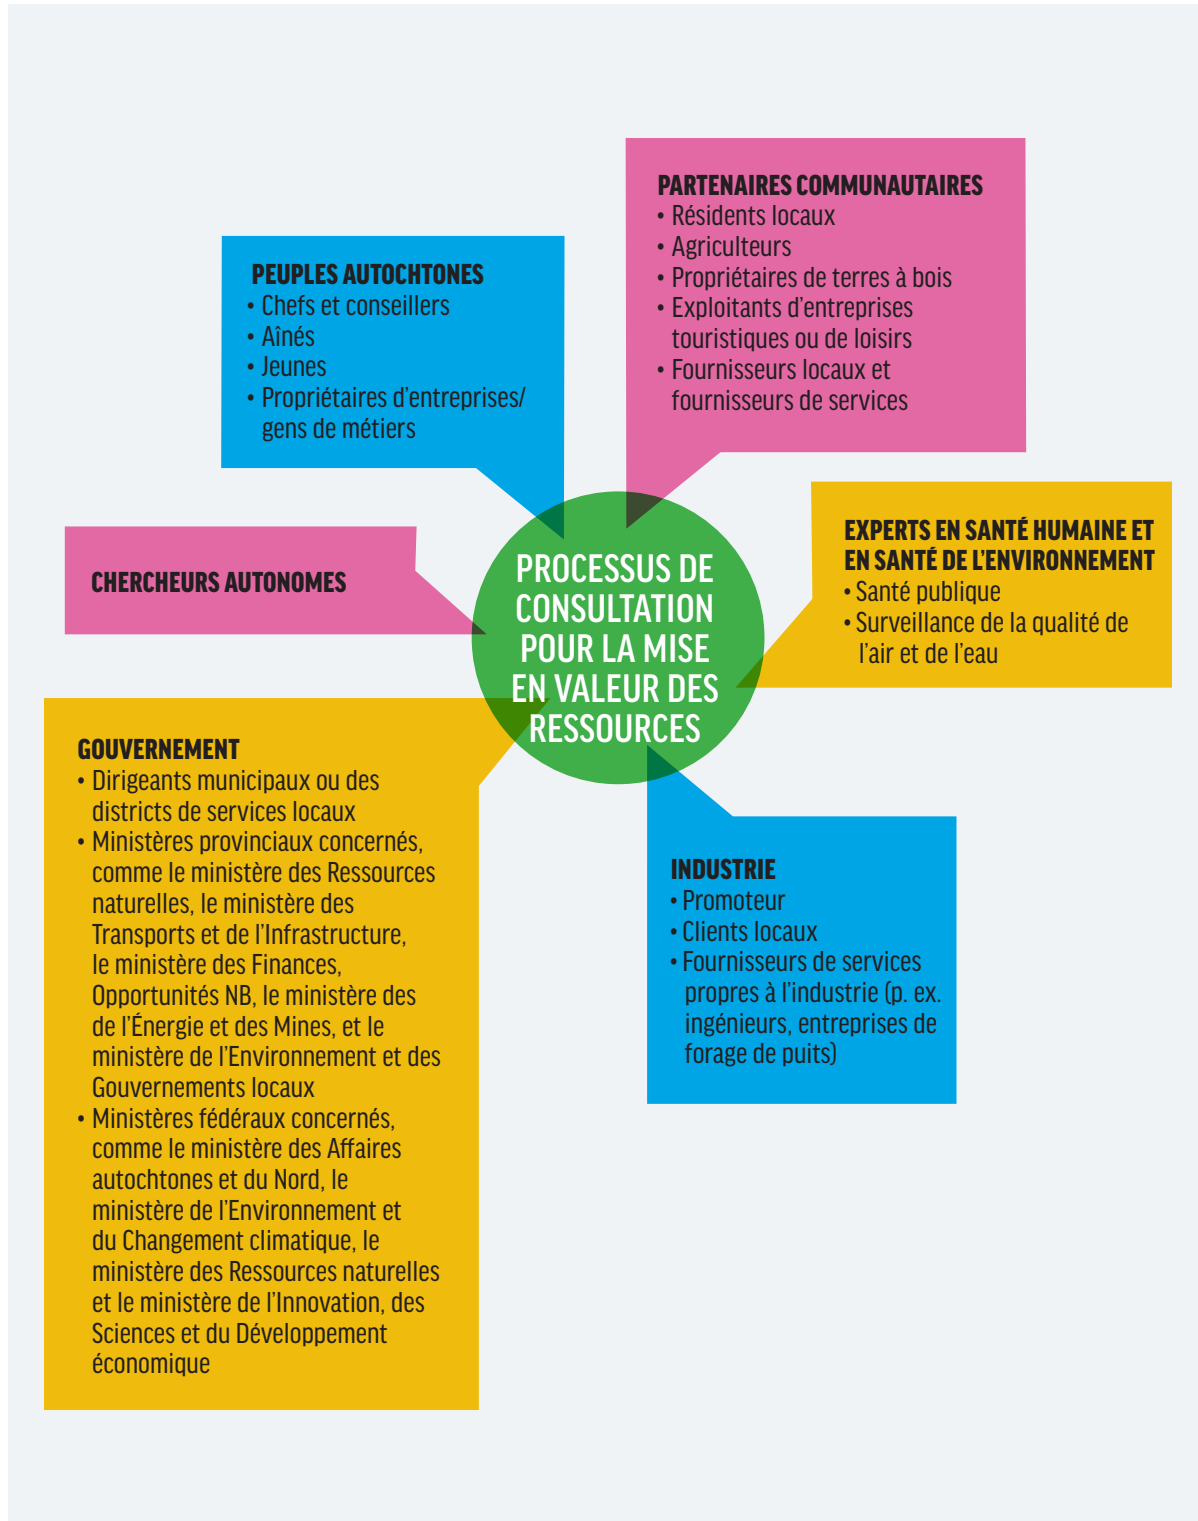 PARTENAIRES COMMUNAUTAIRES
• Résidents locaux
• Agriculteurs
• Propriétaires de terres à bois
• Exploitants d'entreprises
touristiques ou de loisirs
• Fournisseurs locaux et
fournisseurs de services
PEUPLES AUTOCHTONES
• Chefs et conseillers
• Aînés
• Jeunes
• Propriétaires d'entreprises/
gens de métiers
EXPERTS EN SANTÉ HUMAINE ET
EN SANTÉ DE L'ENVIRONNEMENT
• Santé publique
• Surveillance de la qualité de
l'air et de l'eau
CHERCHEURS AUTONOMES
PROCESSUS DE
CONSULTATION
POUR LA MISE
EN VALEUR DES
RESSOURCES
GOUVERNEMENT
• Dirigeants municipaux ou des
districts de services locaux
• Ministères provinciaux concernés,
comme le ministère des Ressources
naturelles, le ministère des
Transports et de l'Infrastructure,
le ministère des Finances,
Opportunités NB, le ministère des
de l'Énergie et des Mines, et le
ministère de l'Environnement et des
Gouvernements locaux
• Ministères fédéraux concernés,
comme le ministère des Affaires
autochtones et du Nord, le
ministère de l'Environnement et
du Changement climatique, le
ministère des Ressources naturelles
et le ministère de l'Innovation, des
Sciences et du Développement
économique
INDUSTRIE
• Promoteur
• Clients locaux
• Fournisseurs de services
propres à l'industrie (p. ex.
ingénieurs, entreprises de
forage de puits)